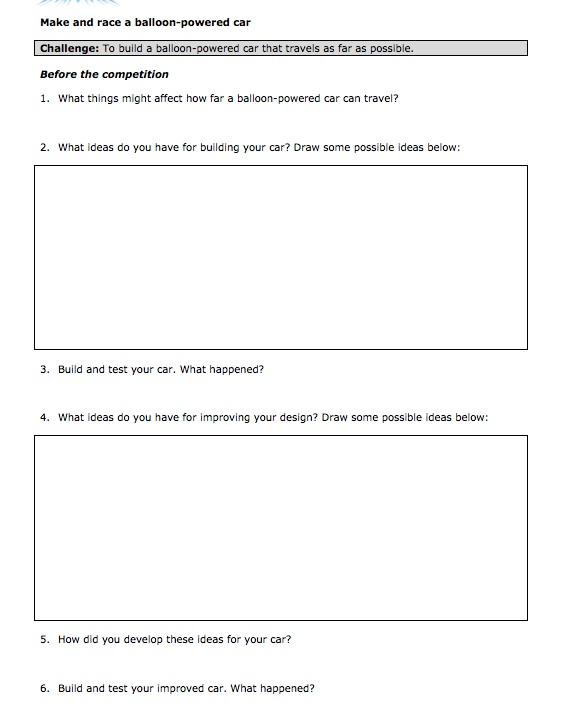 Make and race a balloon-powered car
Challenge: To build a balloon-powered car that travels as far as possible.
Before the competition
1. What things might affect how far a balloon-powered car can travel?
2. What ideas do you have for building your car? Draw some possible ideas below:
3. Build and test your car. What happened?
4. What ideas do you have for improving your design? Draw some possible ideas below:
5. How did you develop these ideas for your car?
6. Build and test your improved car. What happened?